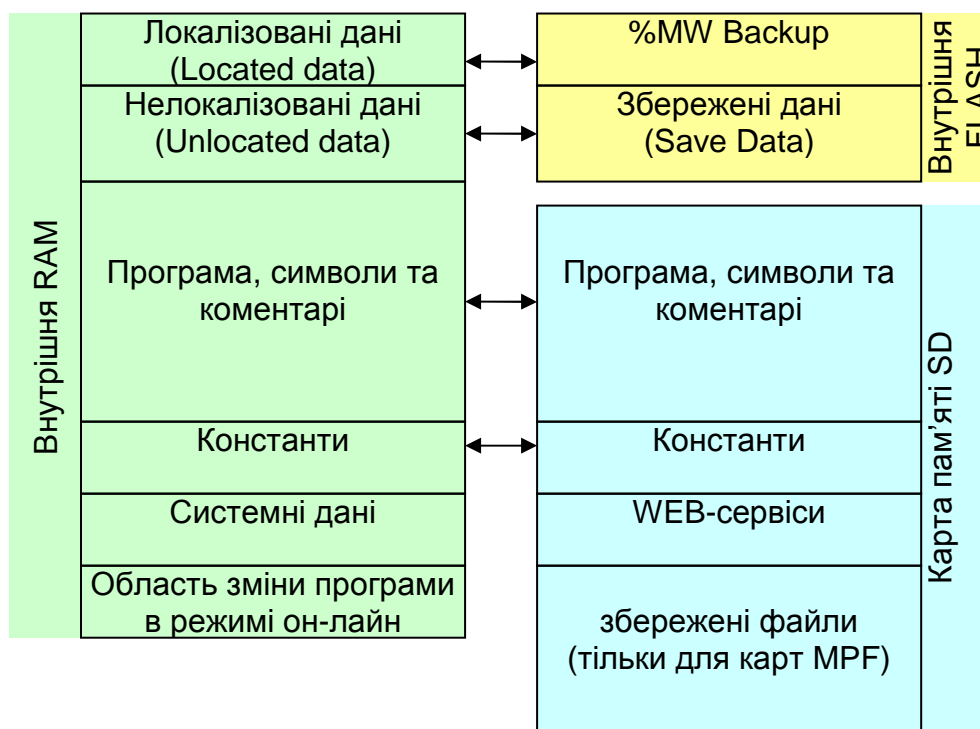 Внутрішня RAM
Локалізовані дані
(Located data)
Нелокалізовані дані
(Unlocated data)
Програма, символи та
коментарі
Константи
Системні дані
Область зміни програми
в режимі он-лайн
%MW Backup
Збережені дані
(Save Data)
Внутрішня
FLASH
Програма, символи та
коментарі
Константи
WEB-сервіси
збережені файли
(тільки для карт MPF)
Карта пам’яті SD